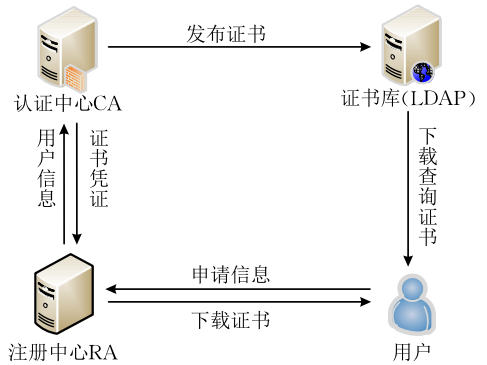 发布证书
认证中心CA
证书库(LDAP)
用户信息
证书凭证
下载查询证书
申请信息
下载证书
注册中心RA
用户